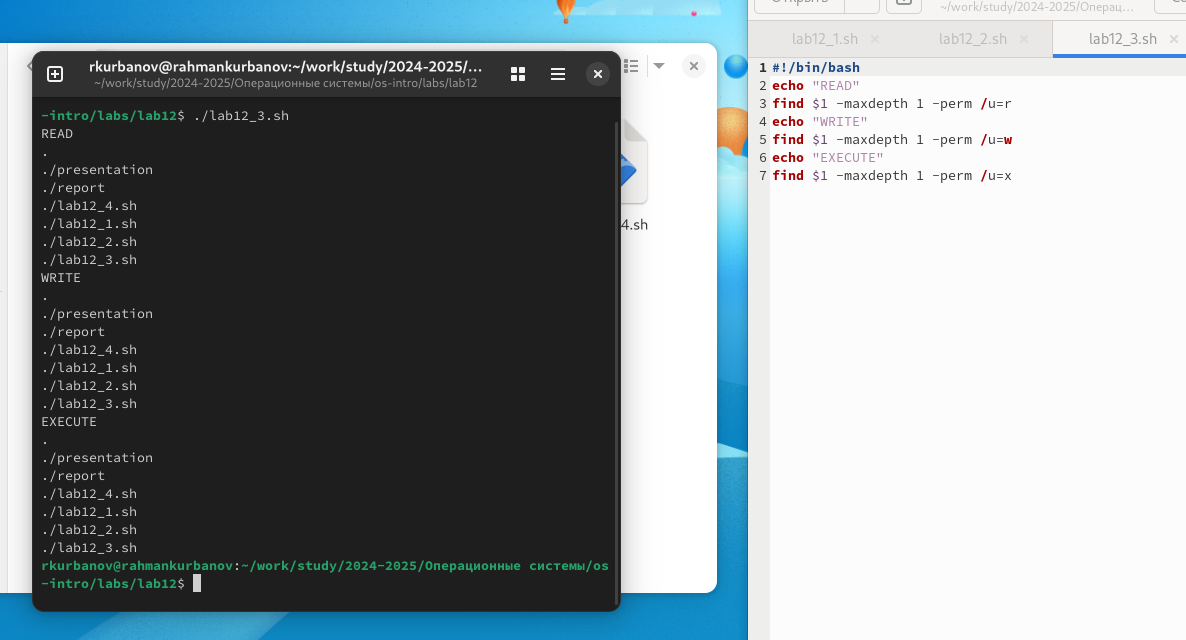 rkurbanov@rahmankurbanov:~/work/study/2024-2025/...
~/work/study/2024-2025/Операционные системы/os-intro/labs/lab12
-intro/labs/lab12$ ./lab12_3.sh
READ
.
./presentation
./report
./lab12_4.sh
./lab12_1.sh
./lab12_2.sh
./lab12_3.sh
WRITE
.
./presentation
./report
./lab12_4.sh
./lab12_1.sh
./lab12_2.sh
./lab12_3.sh
EXECUTE
.
./presentation
./report
./lab12_4.sh
./lab12_1.sh
./lab12_2.sh
./lab12_3.sh
rkurbanov@rahmankurbanov:~/work/study/2024-2025/Операционные системы/os
-intro/labs/lab12$
4.sh
~/work/study/2024-2025/Операц...
lab12_1.sh lab12_2.sh lab12_3.sh
1 #!/bin/bash
2 echo "READ"
3 find $1 -maxdepth 1 -perm /u=r
4 echo "WRITE"
5 find $1 -maxdepth 1 -perm /u=w
6 echo "EXECUTE"
7 find $1 -maxdepth 1 -perm /u=x